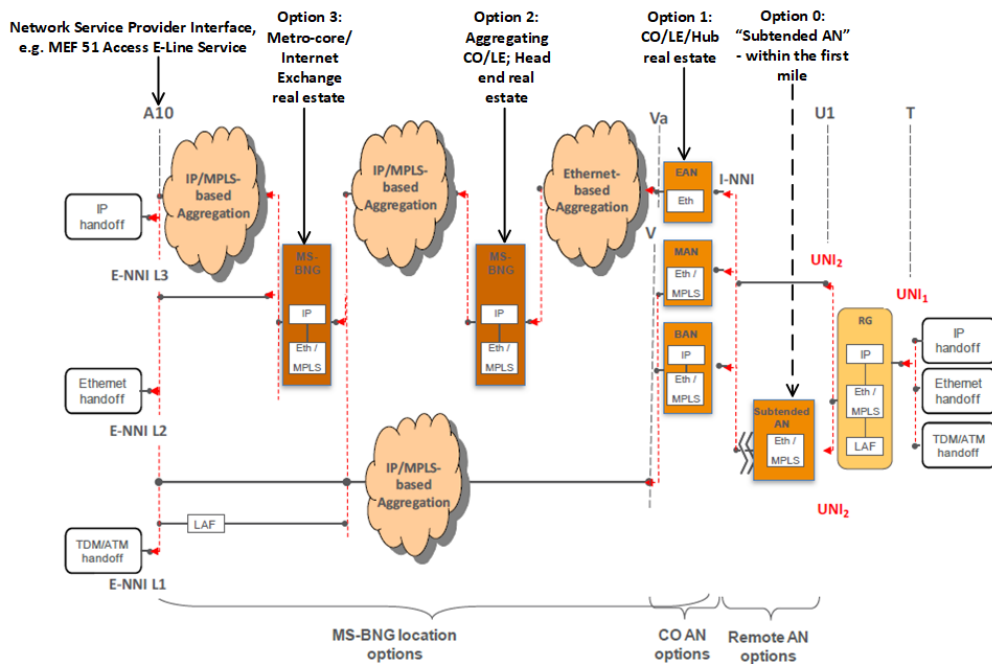 Network Service Provider Interface,
e.g. MEF 51 Access E-Line Service
Option 3:
Metro-core/
Internet
Exchange
real estate
Option 2:
Aggregating
CO/LE; Head
end real
estate
Option 1:
CO/LE/Hub
real estate
Option 0:
“Subtended AN”
- within the first
mile
A10
Va
U1
T
IP/MPLS-
based
Aggregation
IP/MPLS-
based
Aggregation
Ethernet-
based
Aggregation
EAN
Eth
I-NNI
IP
handoff
E-NNI L3
V
MS-
BNG
IP
Eth /
MPLS
MS-
BNG
IP
Eth /
MPLS
MAN
Eth /
MPLS
BAN
IP
Eth /
MPLS
UNI2
UNI1
RG
IP
Eth /
MPLS
LAF
IP
handoff
Ethernet
handoff
TDM/ATM
handoff
Ethernet
handoff
E-NNI L2
Subtended
AN
Eth /
MPLS
IP/MPLS-
based
Aggregation
UNI2
LAF
TDM/ATM
handoff
E-NNI L1
MS-BNG location
options
CO AN
options
Remote AN
options